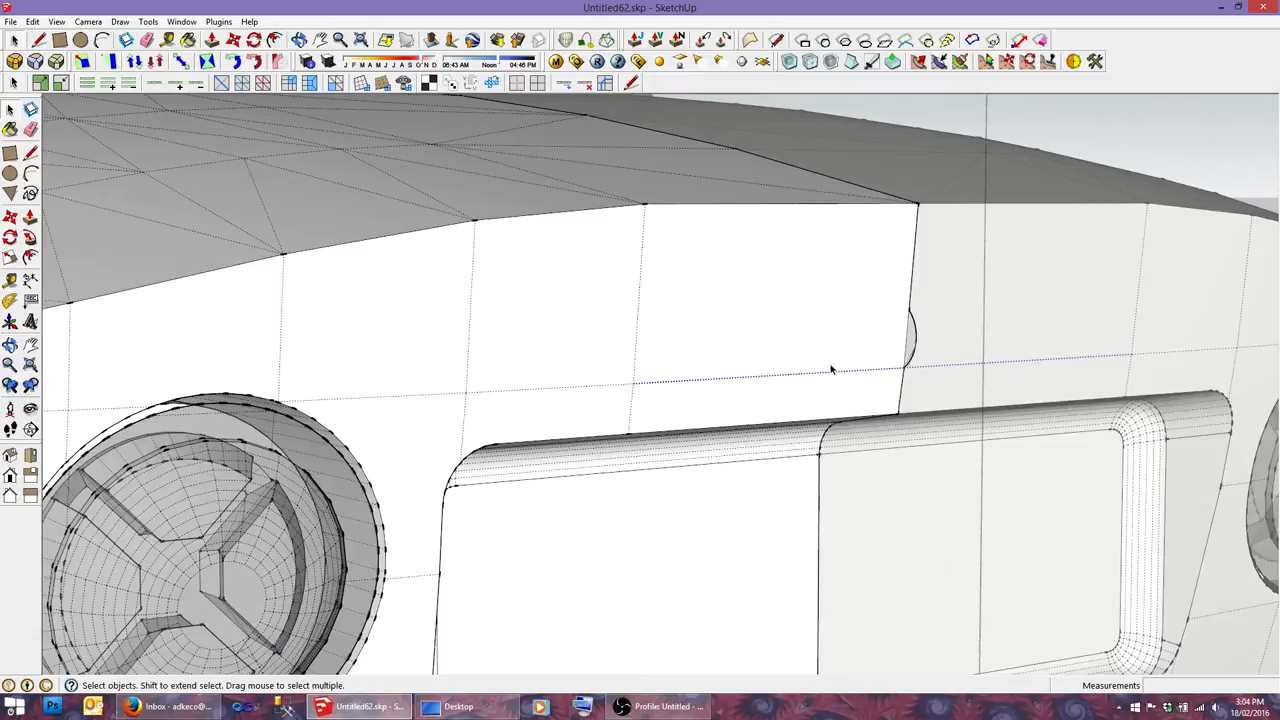 Untitled62.skp - SketchUp
File Edit View Camera Draw Tools Window Plugins Help
J F M A M J J A S O N D 06:43 AM Noon 04:46 PM
Select objects. Shift to extend select. Drag mouse to select multiple.
Measurements
Inbox - adkeco@...
Untitled62.skp - S...
Desktop
Profile: Untitled - ...
3:04 PM
18/02/2016